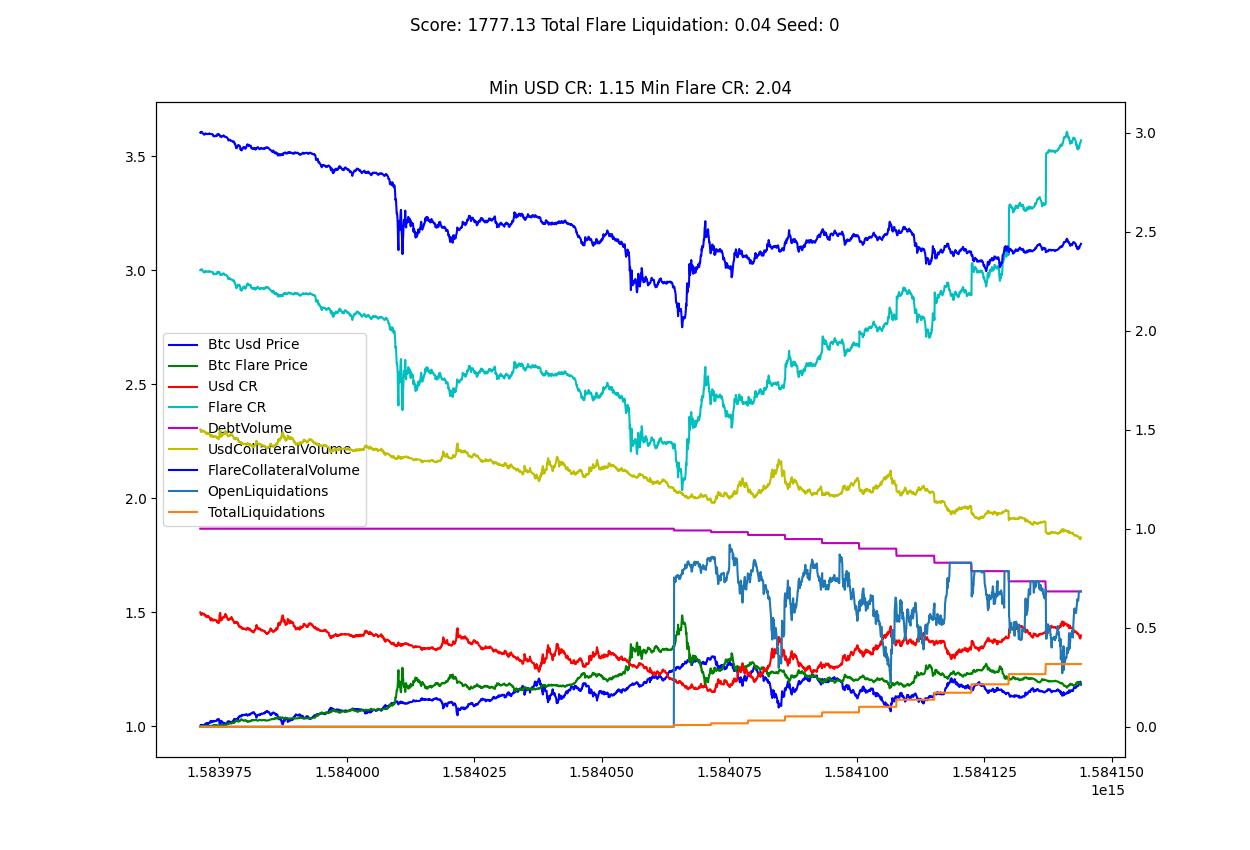 Score: 1777.13 Total Flare Liquidation: 0.04 Seed: 0
Min USD CR: 1.15 Min Flare CR: 2.04
3.5
3.0
2.5
2.0
1.5
1.0
3.0
2.5
2.0
1.5
1.0
0.5
0.0
Btc Usd Price
Btc Flare Price
Usd CR
Flare CR
DebtVolume
UsdCollateralVolume
FlareCollateralVolume
OpenLiquidations
TotalLiquidations
1.583975 1.584000 1.584025 1.584050 1.584075 1.584100 1.584125 1.584150
1e15